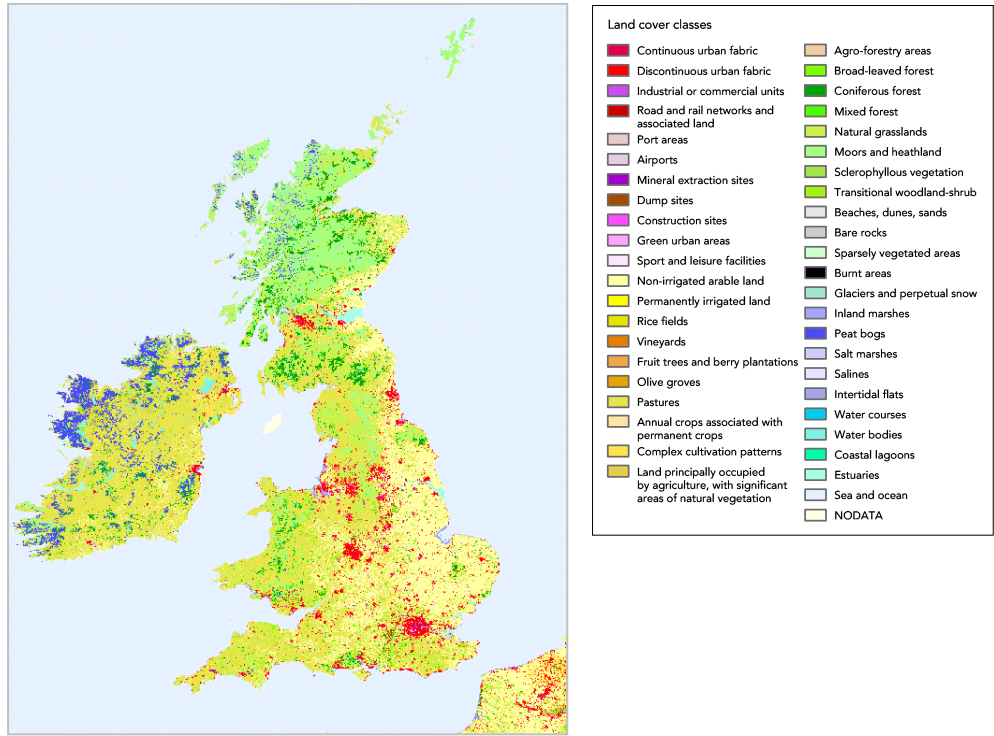 Land cover classes
Continuous urban fabric
Discontinuous urban fabric
Industrial or commercial units
Road and rail networks and
associated land
Port areas
Airports
Mineral extraction sites
Dump sites
Construction sites
Green urban areas
Sport and leisure facilities
Non-irrigated arable land
Permanently irrigated land
Rice fields
Vineyards
Fruit trees and berry plantations
Olive groves
Pastures
Annual crops associated with
permanent crops
Complex cultivation patterns
Land principally occupied
by agriculture, with significant
areas of natural vegetation
Agro-forestry areas
Broad-leaved forest
Coniferous forest
Mixed forest
Natural grasslands
Moors and heathland
Sclerophyllous vegetation
Transitional woodland-shrub
Beaches, dunes, sands
Bare rocks
Sparsely vegetated areas
Burnt areas
Glaciers and perpetual snow
Inland marshes
Peat bogs
Salt marshes
Salines
Intertidal flats
Water courses
Water bodies
Coastal lagoons
Estuaries
Sea and ocean
NODATA